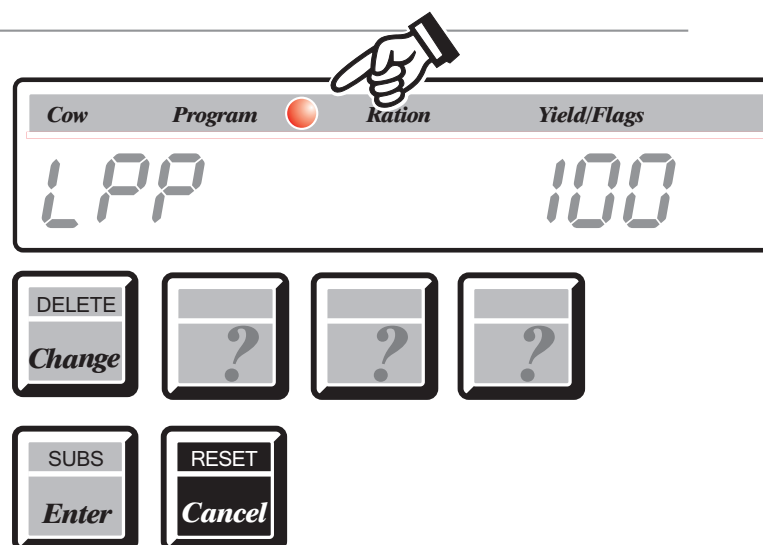 Cow Program Ration Yield/Flags
LPP 100
DELETE
Change ? ? ?
SUBS RESET
Enter Cancel